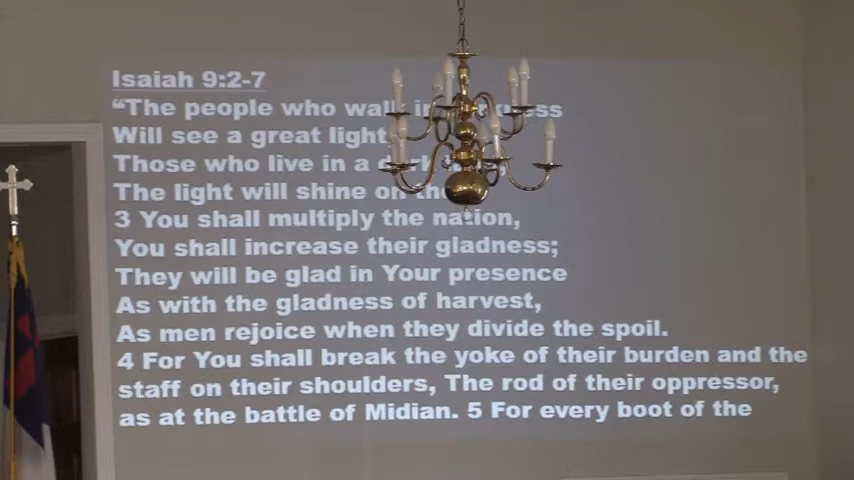 Isaiah 9:2-7
“The people who walk in
Will see a great light
Those who live in a dark
The light will shine on them
3 You shall multiply the nation,
You shall increase their gladness;
They will be glad in Your presence
As with the gladness of harvest,
As men rejoice when they divide the spoil.
4 For You shall break the yoke of their burden and the
staff on their shoulders, The rod of their oppressor,
as at the battle of Midian. 5 For every boot of the